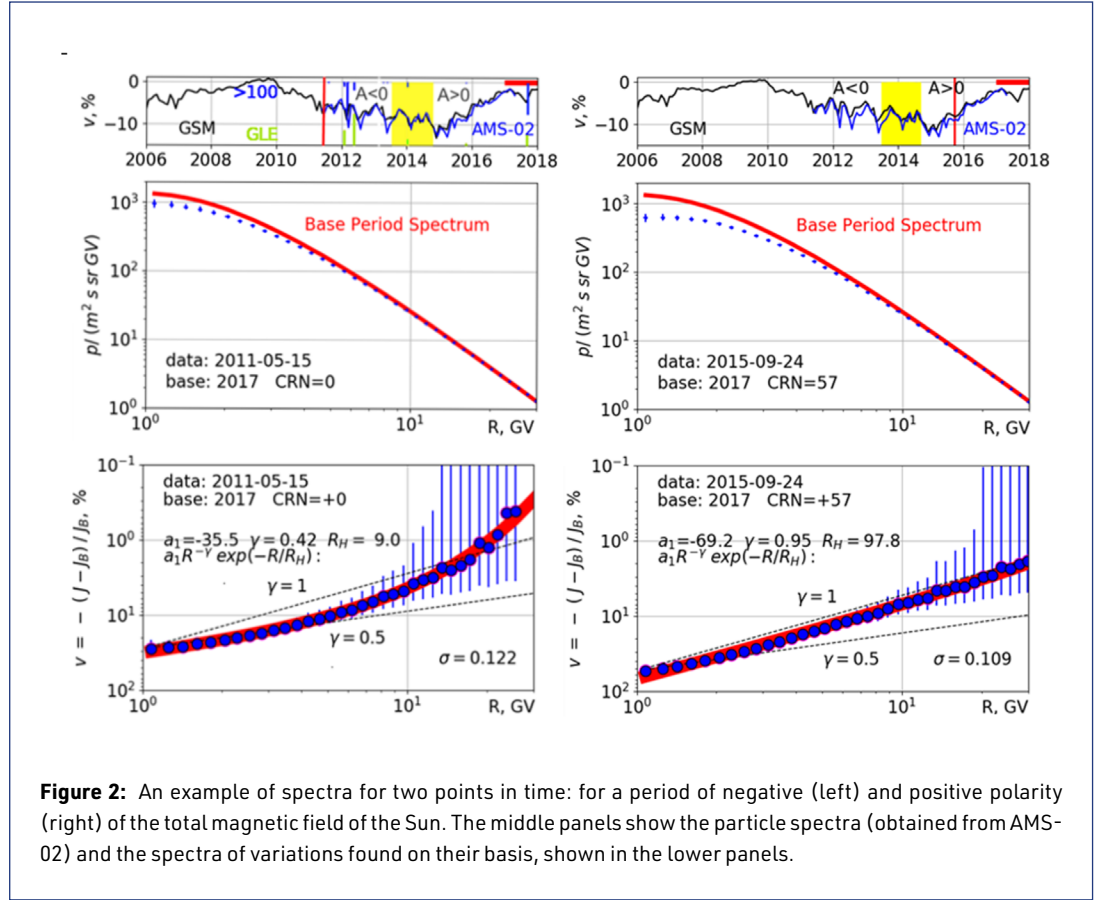 -
0
−10
v, %
>100
A<0
A>0
GSM
GLE
AMS-02
2006 2008 2010 2012 2014 2016 2018
0
−10
v, %
A<0
A>0
GSM
AMS-02
2006 2008 2010 2012 2014 2016 2018
10³
10²
10¹
10⁰
p/ (m² s sr GV)
Base Period Spectrum
data: 2011-05-15
base: 2017 CRN=0
10⁰ 10¹ R, GV
10³
10²
10¹
10⁰
p/ (m² s sr GV)
Base Period Spectrum
data: 2015-09-24
base: 2017 CRN=57
10⁰ 10¹ R, GV
10⁻¹
10⁰
10¹
10²
v = − (J − J_B) / J_B, %
data: 2011-05-15
base: 2017 CRN=+0
a₁=-35.5 γ=0.42 R_H= 9.0
a₁R^−γ exp(−R/R_H) :
γ = 1
γ = 0.5
σ = 0.122
10⁰ 10¹ R, GV
10⁻¹
10⁰
10¹
10²
v = − (J − J_B) / J_B, %
data: 2015-09-24
base: 2017 CRN=+57
a₁=-69.2 γ=0.95 R_H=97.8
a₁R^−γ exp(−R/R_H) :
γ = 1
γ = 0.5 σ = 0.109
10⁰ 10¹ R, GV
Figure 2: An example of spectra for two points in time: for a period of negative (left) and positive polarity
(right) of the total magnetic field of the Sun. The middle panels show the particle spectra (obtained from AMS-
02) and the spectra of variations found on their basis, shown in the lower panels.